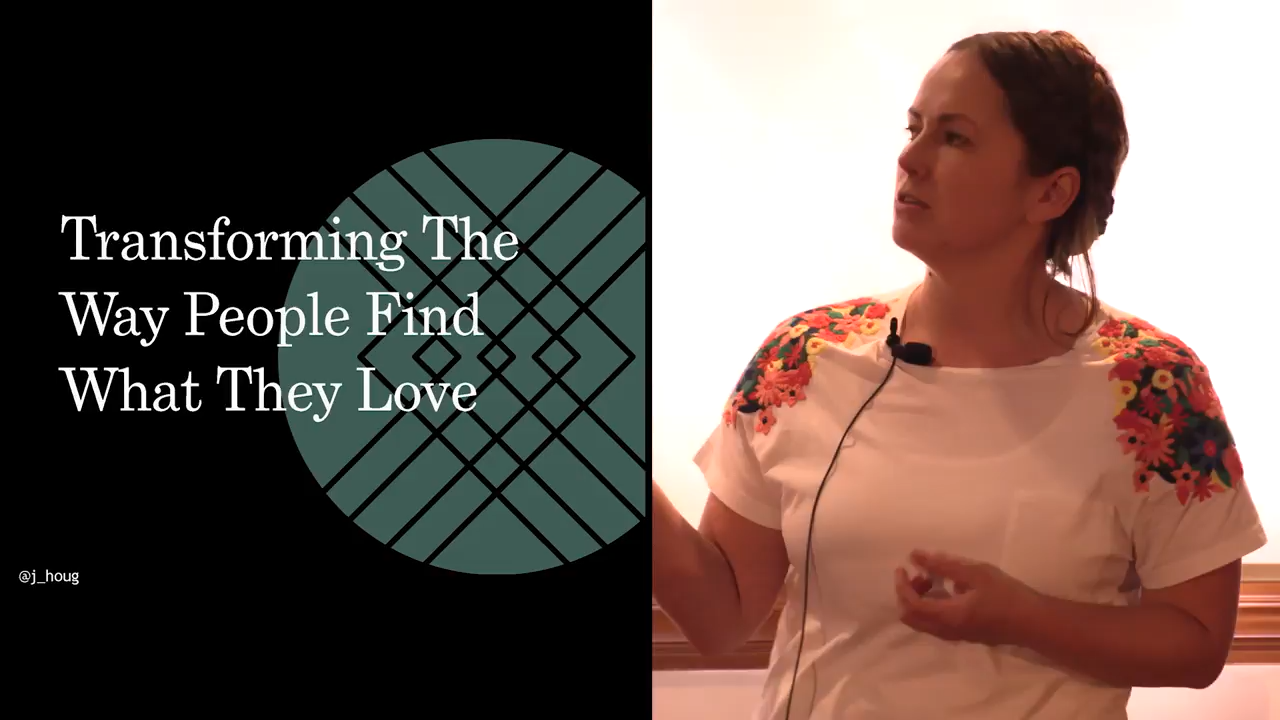 Transforming The
Way People Find
What They Love
@j_houg